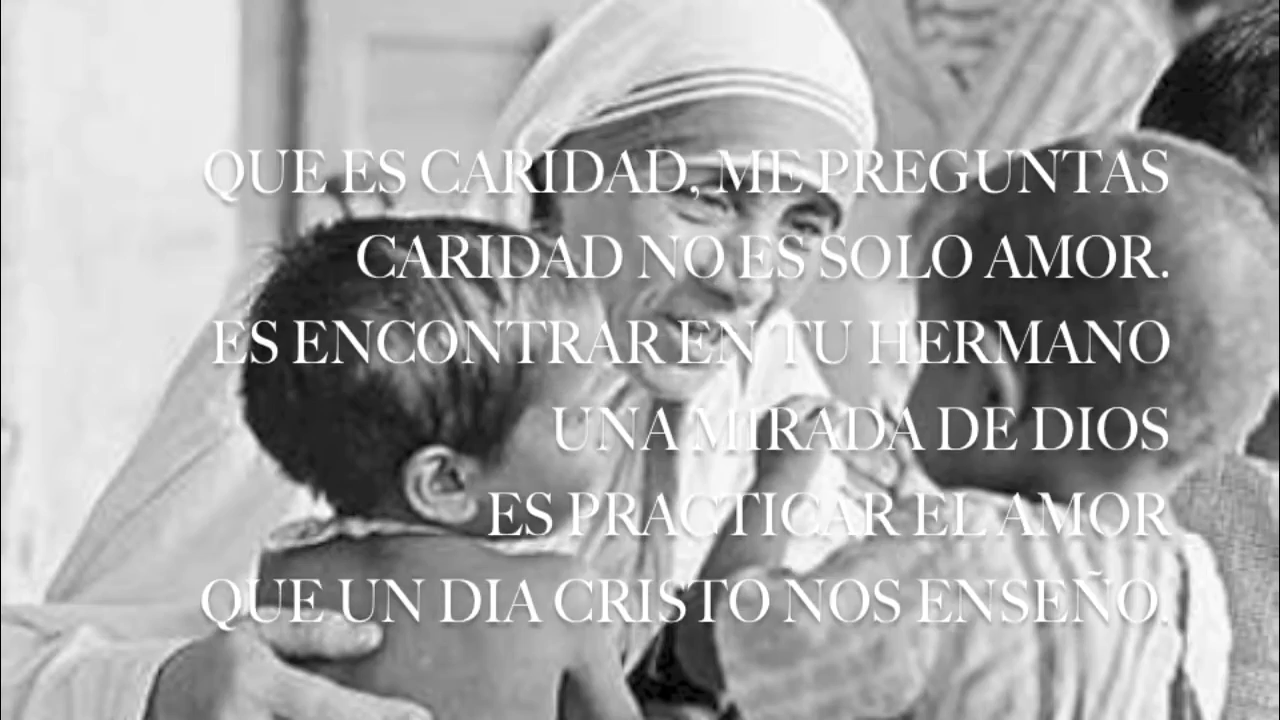 QUE ES CARIDAD, ME PREGUNTAS
CARIDAD NO ES SOLO AMOR.
ES ENCONTRAR EN TU HERMANO
UNA MIRADA DE DIOS
ES PRACTICAR EL AMOR
QUE UN DIA CRISTO NOS ENSEÑO.